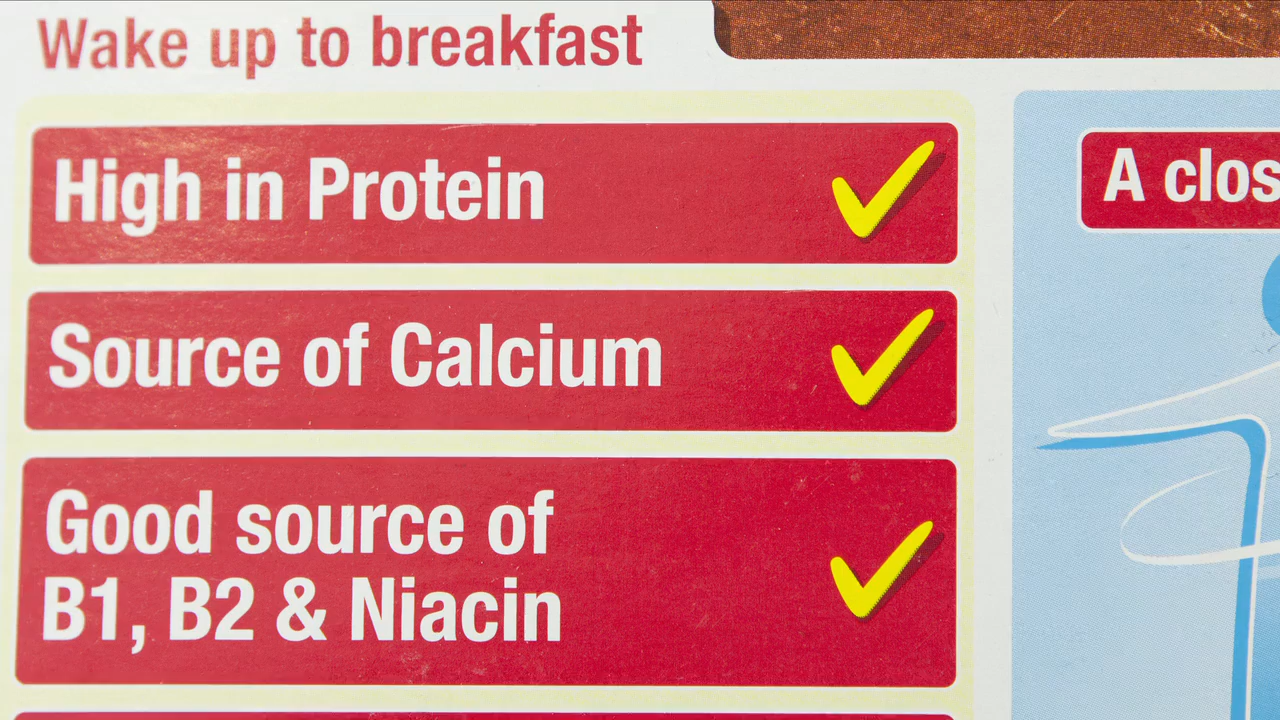 Wake up to breakfast
High in Protein
Source of Calcium
Good source of
B1, B2 & Niacin
A clos